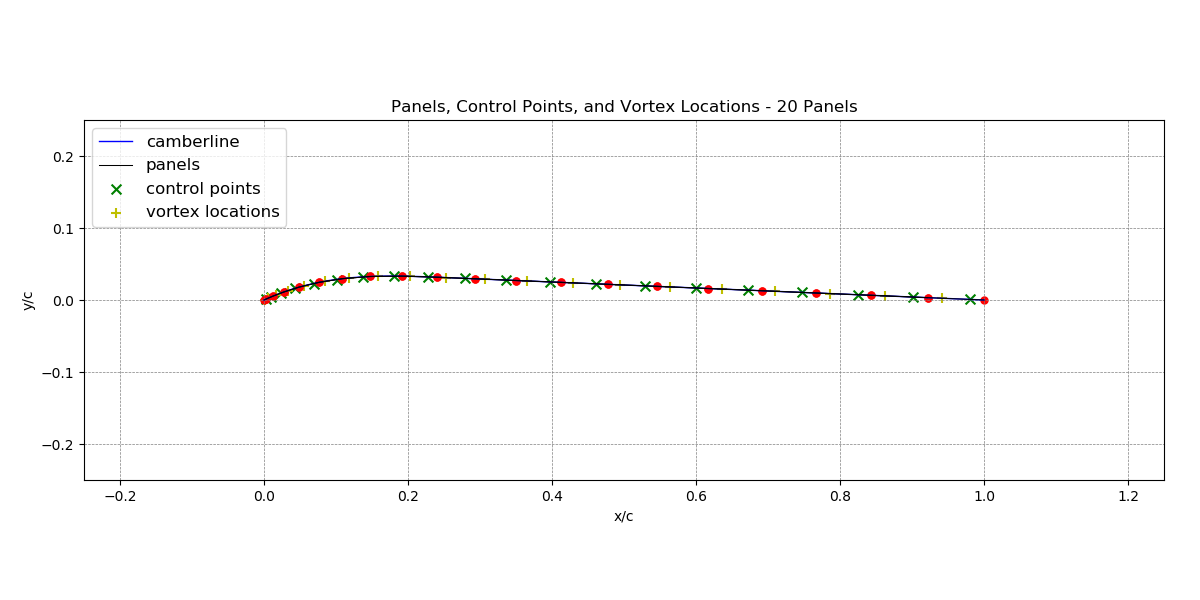 Panels, Control Points, and Vortex Locations - 20 Panels
camberline
panels
control points
vortex locations
0.2
0.1
0.0
−0.1
−0.2
y/c
−0.2
0.0
0.2
0.4
0.6
0.8
1.0
1.2
x/c